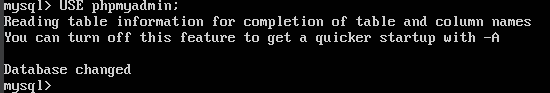 mysql> USE phpmyadmin;
Reading table information for completion of table and column names
You can turn off this feature to get a quicker startup with -A

Database changed
mysql>